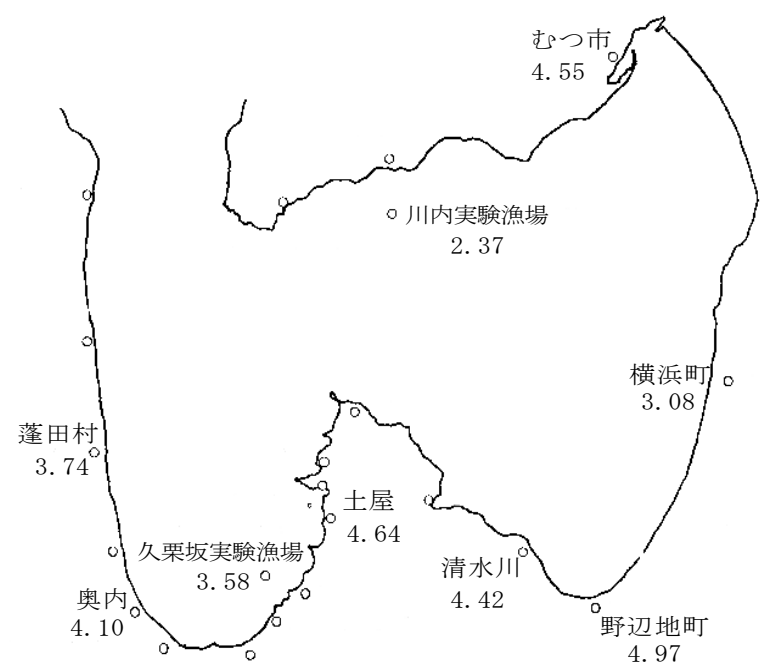 むつ市
4.55
川内実験漁場
2.37
横浜町
3.08
蓬田村
3.74
土屋
4.64
久栗坂実験漁場
3.58
清水川
4.42
奥内
4.10
野辺地町
4.97